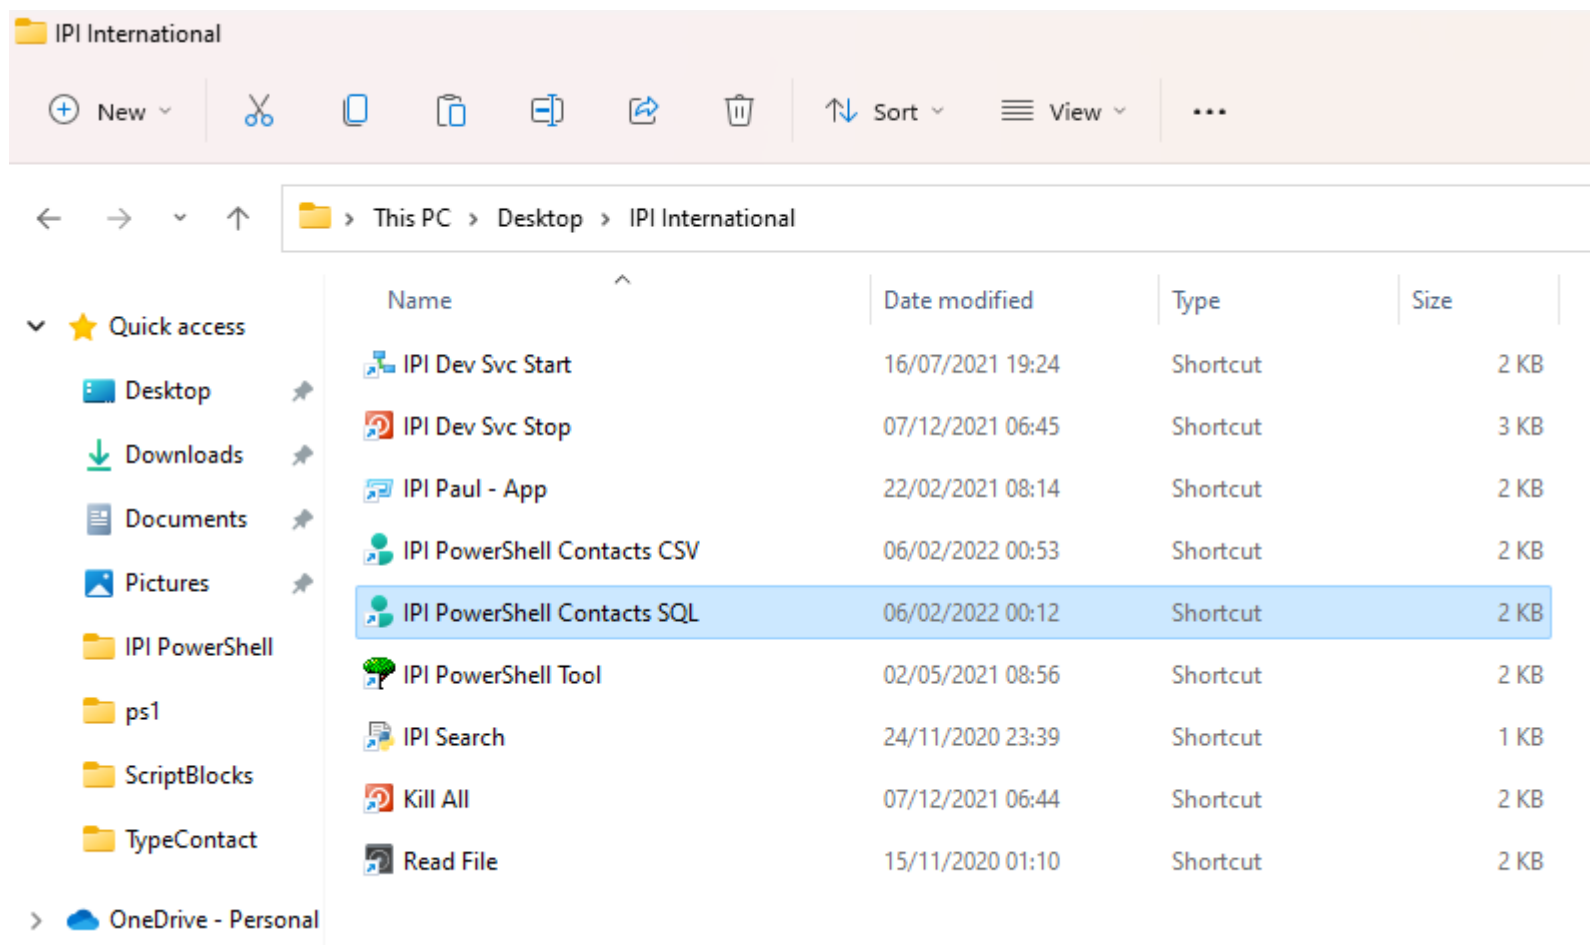 IPI International
New
Sort
View
This PC > Desktop > IPI International
Name Date modified Type Size
Quick access
Desktop
Downloads
Documents
Pictures
IPI PowerShell
ps1
ScriptBlocks
TypeContact
OneDrive - Personal
IPI Dev Svc Start 16/07/2021 19:24 Shortcut 2 KB
IPI Dev Svc Stop 07/12/2021 06:45 Shortcut 3 KB
IPI Paul - App 22/02/2021 08:14 Shortcut 2 KB
IPI PowerShell Contacts CSV 06/02/2022 00:53 Shortcut 2 KB
IPI PowerShell Contacts SQL 06/02/2022 00:12 Shortcut 2 KB
IPI PowerShell Tool 02/05/2021 08:56 Shortcut 2 KB
IPI Search 24/11/2020 23:39 Shortcut 1 KB
Kill All 07/12/2021 06:44 Shortcut 2 KB
Read File 15/11/2020 01:10 Shortcut 2 KB